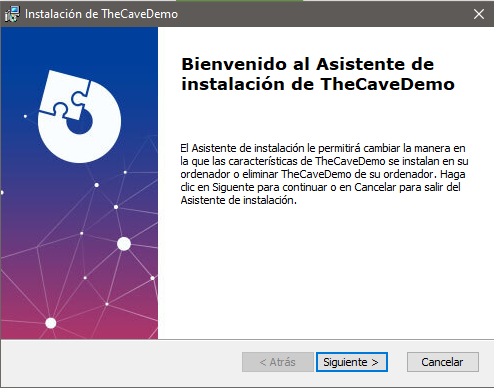 Instalación de TheCaveDemo
Bienvenido al Asistente de
instalación de TheCaveDemo
El Asistente de instalación le permitirá cambiar la manera en
la que las características de TheCaveDemo se instalan en su
ordenador o eliminar TheCaveDemo de su ordenador. Haga
clic en Siguente para continuar o en Cancelar para salir del
Asistente de instalación.
< Atrás
Siguiente >
Cancelar